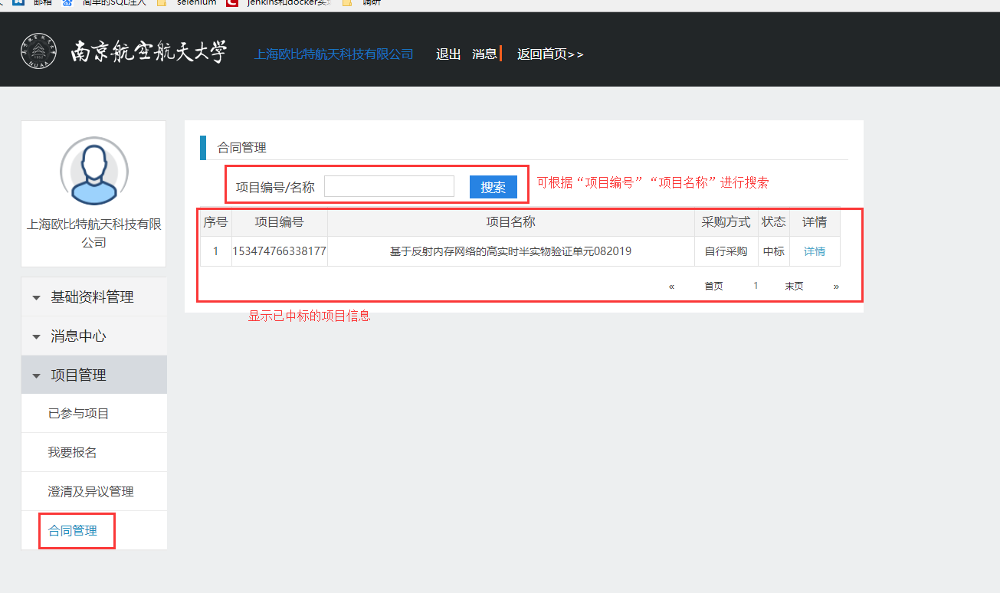 邮箱 简单的SQL注入 selenium jenkins和docker实 调研
南京航空航天大学 上海欧比特航天科技有限公司 退出 消息 返回首页>>
NUAA
上海欧比特航天科技有限
公司
基础资料管理
消息中心
项目管理
已参与项目
我要报名
澄清及异议管理
合同管理
合同管理
项目编号/名称 搜索 可根据“项目编号”“项目名称”进行搜索
序号 项目编号 项目名称 采购方式 状态 详情
1 153474766338177 基于反射内存网络的高实时半实物验证单元082019 自行采购 中标 详情
« 首页 1 末页 »
显示已中标的项目信息